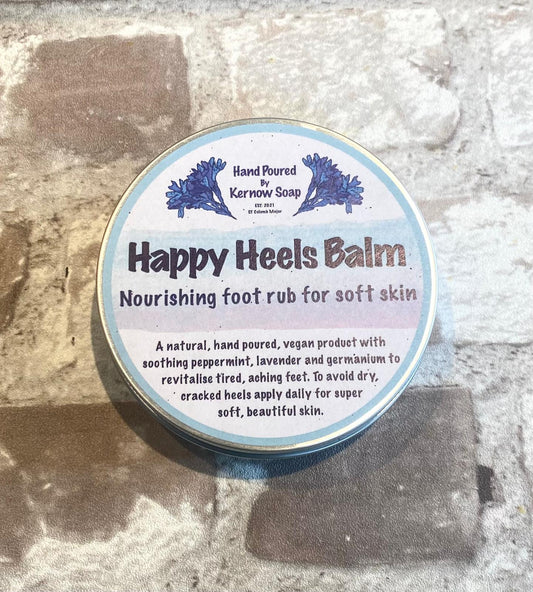 Hand Poured
By
Kernow Soap
EST. 2021
St Columb Major
Happy Heels Balm
Nourishing foot rub for soft skin
A natural, hand poured, vegan product with
soothing peppermint, lavender and germanium to
revitalise tired, aching feet. To avoid dry,
cracked heels apply daily for super
soft, beautiful skin.